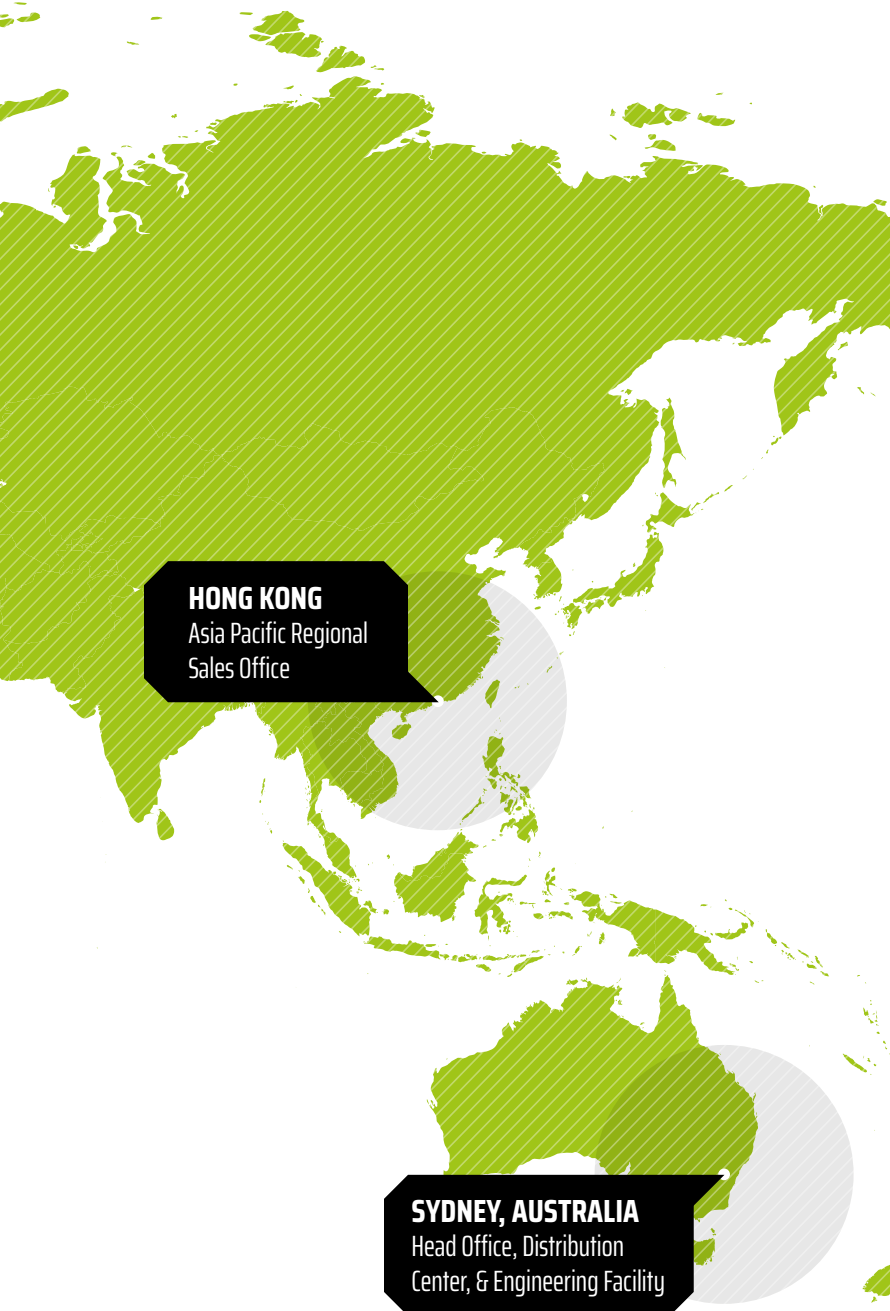 HONG KONG
Asia Pacific Regional
Sales Office
SYDNEY, AUSTRALIA
Head Office, Distribution
Center, & Engineering Facility